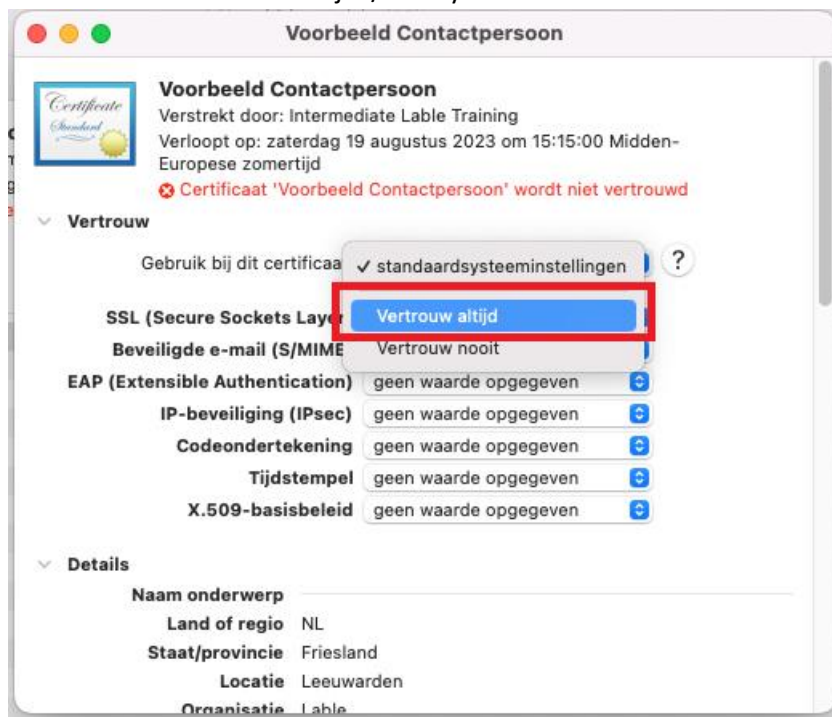 Voorbeeld Contactpersoon
Certificate
Standard
Voorbeeld Contactpersoon
Verstrekt door: Intermediate Lable Training
Verloopt op: zaterdag 19 augustus 2023 om 15:15:00 Midden-
Europese zomertijd
Certificaat 'Voorbeeld Contactpersoon' wordt niet vertrouwd
Vertrouw
Gebruik bij dit certificaa ✓ standaardsysteeminstellingen ?
SSL (Secure Sockets Laye Vertrouw altijd
Beveiligde e-mail (S/MIME Vertrouw nooit
EAP (Extensible Authentication) geen waarde opgegeven
IP-beveiliging (IPsec) geen waarde opgegeven
Codeondertekening geen waarde opgegeven
Tijdstempel geen waarde opgegeven
X.509-basisbeleid geen waarde opgegeven
Details
Naam onderwerp
Land of regio NL
Staat/provincie Friesland
Locatie Leeuwarden
Organisatie Lable